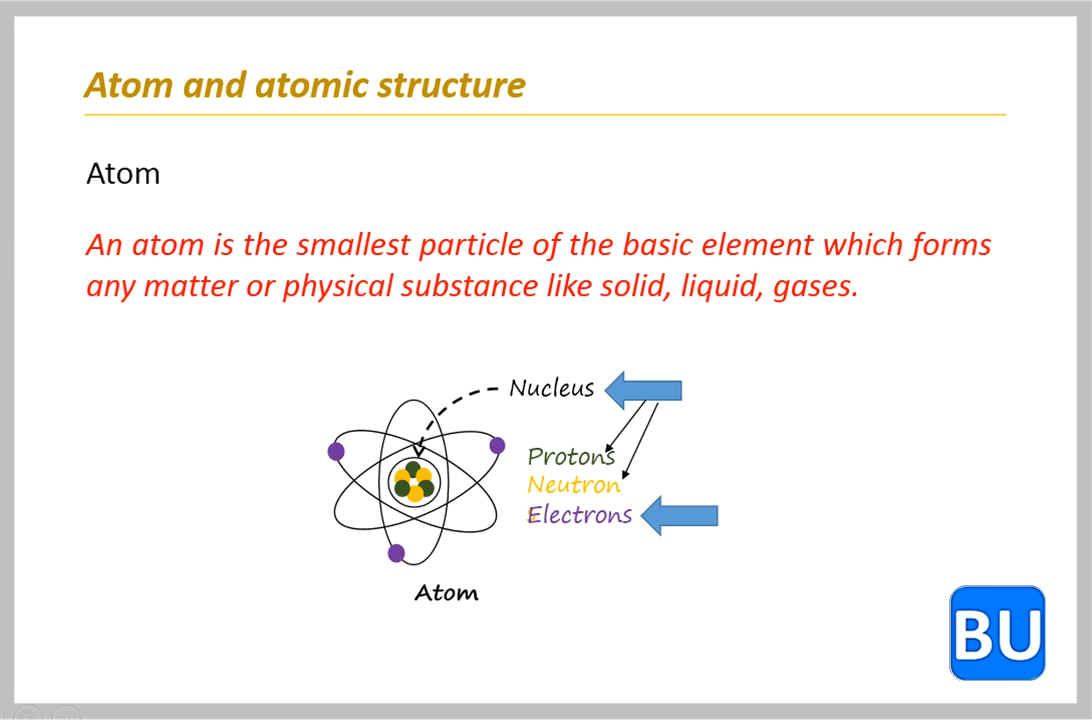 Atom and atomic structure
Atom
An atom is the smallest particle of the basic element which forms
any matter or physical substance like solid, liquid, gases.
Nucleus
Protons
Neutron
s
Electrons
Atom
BU